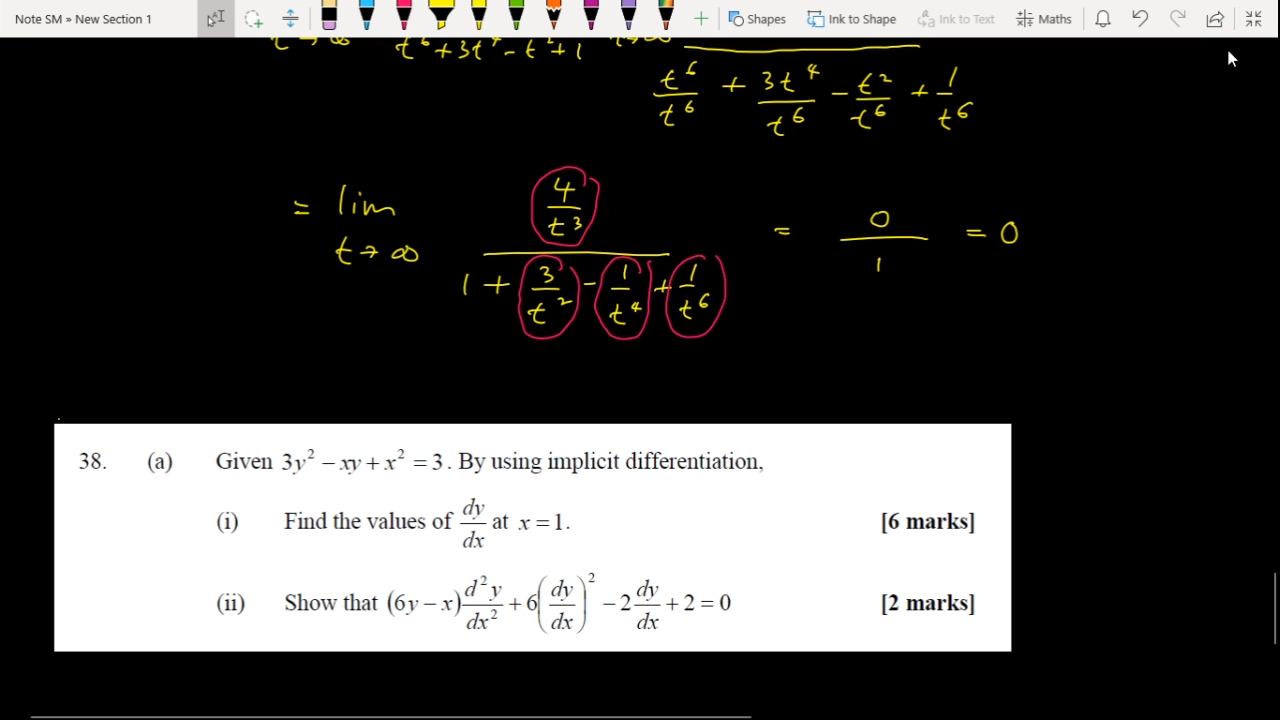 Note SM » New Section 1
Shapes
Ink to Shape
Ink to Text
Maths
t → ∞ t⁶ + 3t⁴ - t² + 1 t → ∞
t⁶/t⁶ + 3t⁴/t⁶ - t²/t⁶ + 1/t⁶
= lim t → ∞ (4/t³)/(1 + 3/t² - 1/t⁴ + 1/t⁶) = 0/1 = 0
38. (a) Given 3y² − xy + x² = 3. By using implicit differentiation,
(i) Find the values of dy/dx at x = 1. [6 marks]
(ii) Show that (6y − x) d²y/dx² + 6(dy/dx)² − 2 dy/dx + 2 = 0 [2 marks]